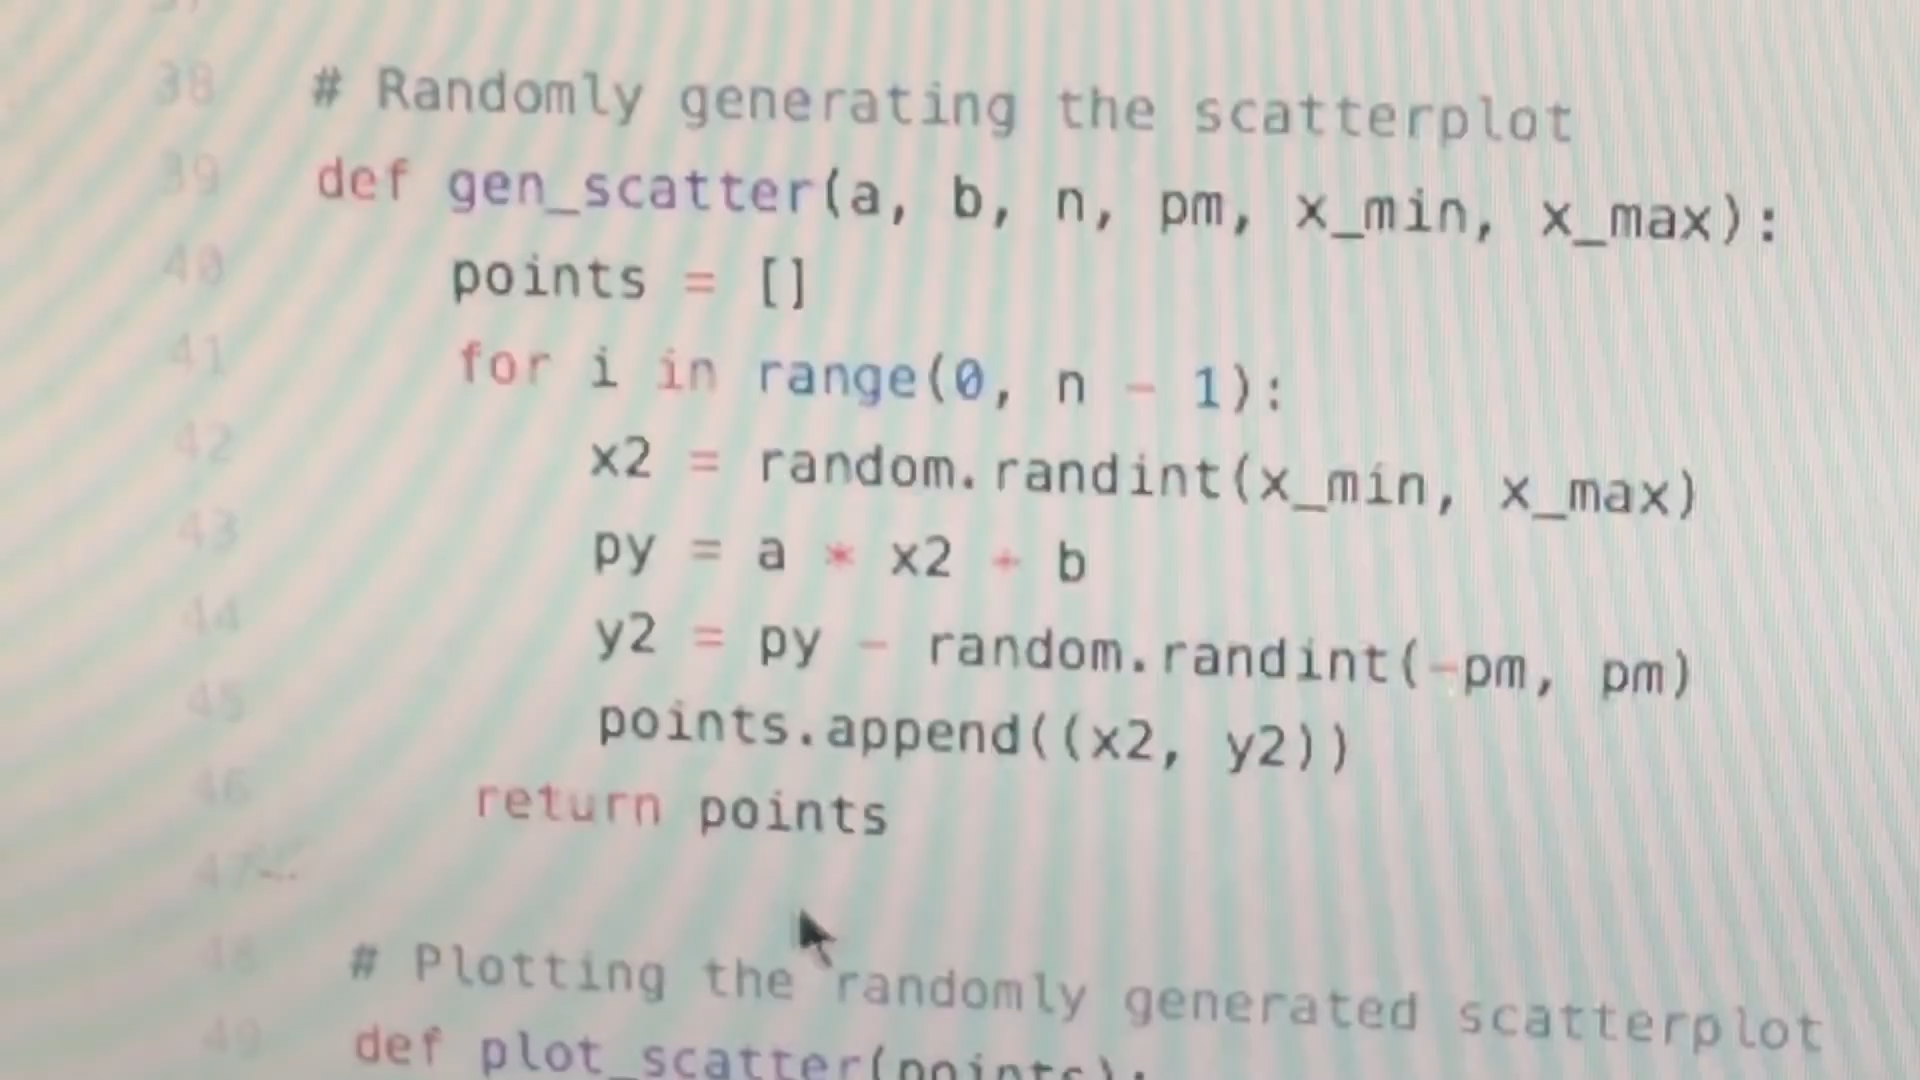 38 # Randomly generating the scatterplot
39 def gen_scatter(a, b, n, pm, x_min, x_max):
40 points = []
41 for i in range(0, n - 1):
42 x2 = random.randint(x_min, x_max)
43 py = a * x2 + b
44 y2 = py - random.randint(-pm, pm)
45 points.append((x2, y2))
46 return points
47
48 # Plotting the randomly generated scatterplot
49 def plot_scatter(points):